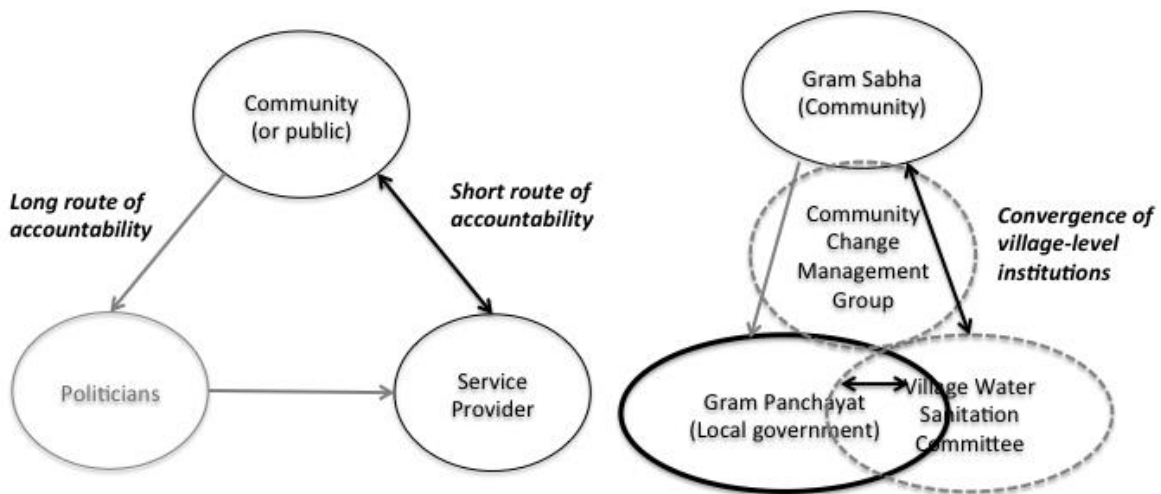 Community
(or public)
Long route of
accountability
Short route of
accountability
Politicians
Service
Provider
Gram Sabha
(Community)
Community
Change
Management
Group
Convergence of
village-level
institutions
Gram Panchayat
(Local government)
Village Water
Sanitation
Committee